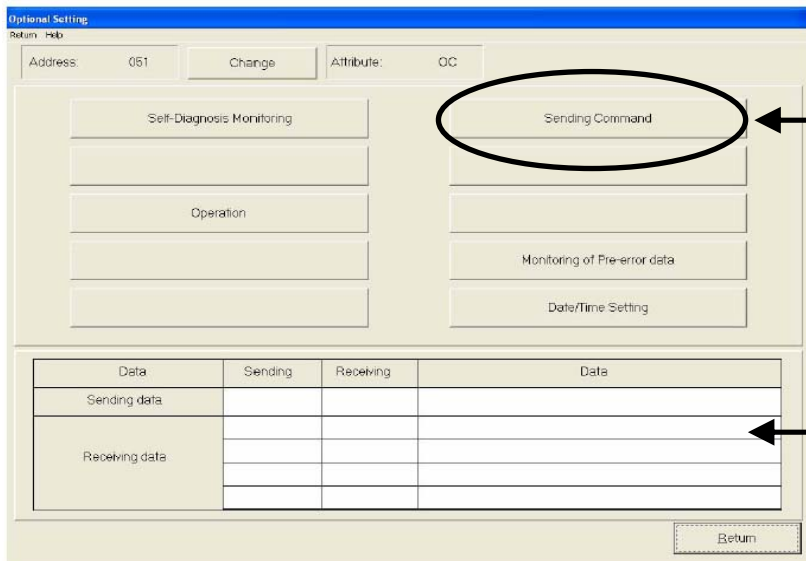 Optional Setting
Return Help
Address: 051 Change Attribute: OC
Self-Diagnosis Monitoring Sending Command
Operation
Monitoring of Pre-error data
Date/Time Setting
Data Sending Receiving Data
Sending data
Receiving data
Return